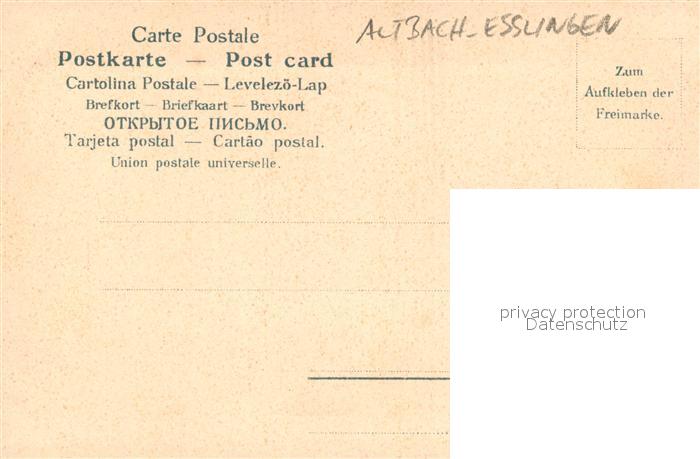 Carte Postale
ALTBACH-ESSLINGEN
Postkarte — Post card
Cartolina Postale — Levelezö-Lap
Brefkort — Briefkaart — Brevkort
ОТКРЫТОЕ ПИСЬМО.
Tarjeta postal — Cartão postal.
Union postale universelle.
Zum
Aufkleben der
Freimarke.
privacy protection
Datenschutz